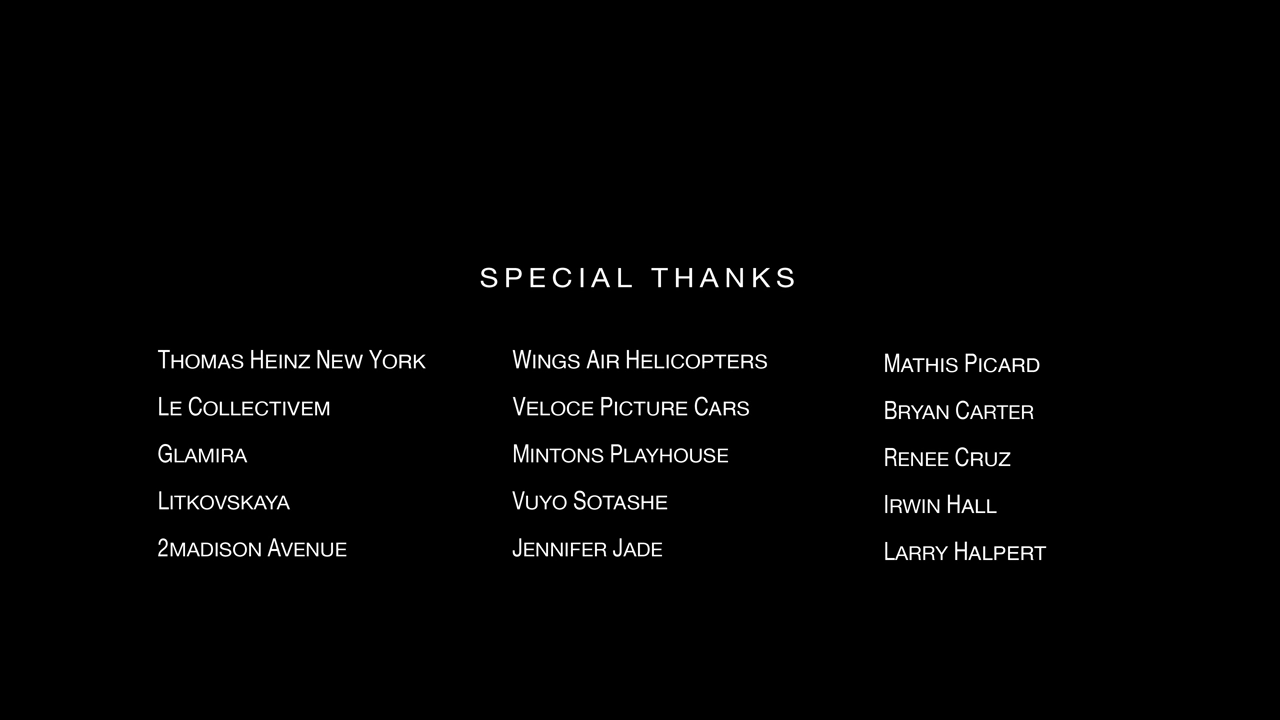 SPECIAL THANKS
THOMAS HEINZ NEW YORK
LE COLLECTIVEM
GLAMIRA
LITKOVSKAYA
2MADISON AVENUE
WINGS AIR HELICOPTERS
VELOCE PICTURE CARS
MINTONS PLAYHOUSE
VUYO SOTASHE
JENNIFER JADE
MATHIS PICARD
BRYAN CARTER
RENEE CRUZ
IRWIN HALL
LARRY HALPERT